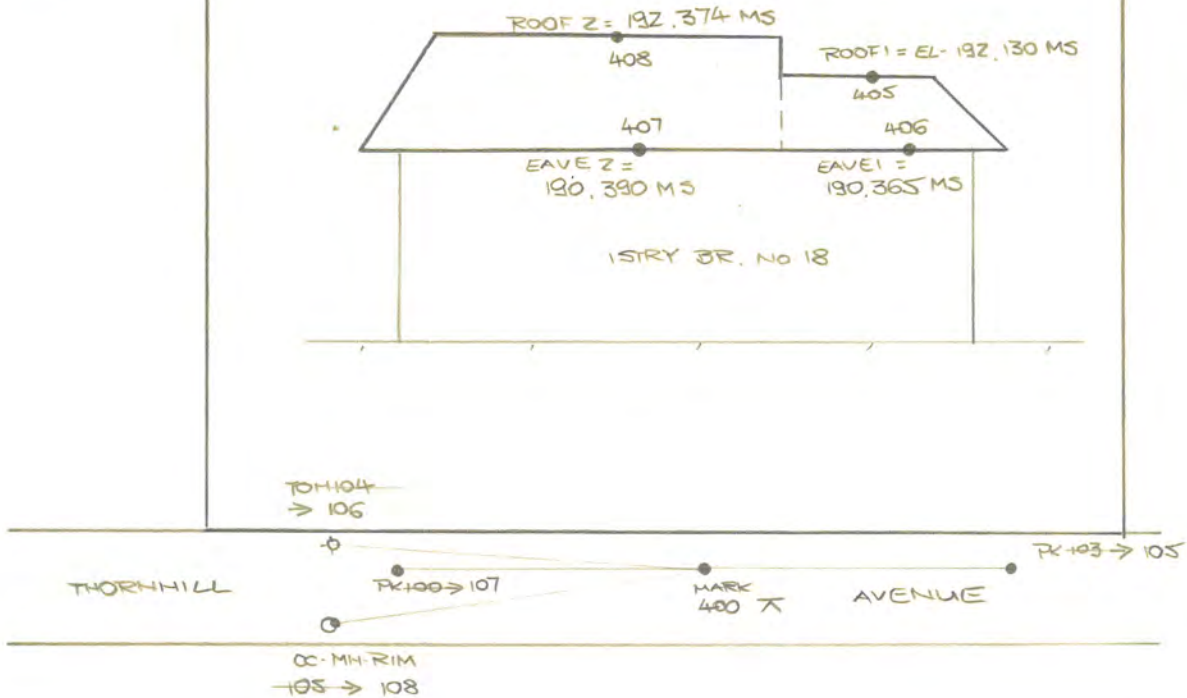 ROOF 2 = 192.374 MS
408
ROOF 1 = EL- 192.130 MS
405
407
406
EAVE 2 =
190.390 MS
EAVE 1 =
190.365 MS
1STRY BR. No 18
TOH104
→ 106
PK103 → 105
THORNHILL
PK100 → 107
MARK
400 ⊼
AVENUE
CC-MH-RIM
105 → 108